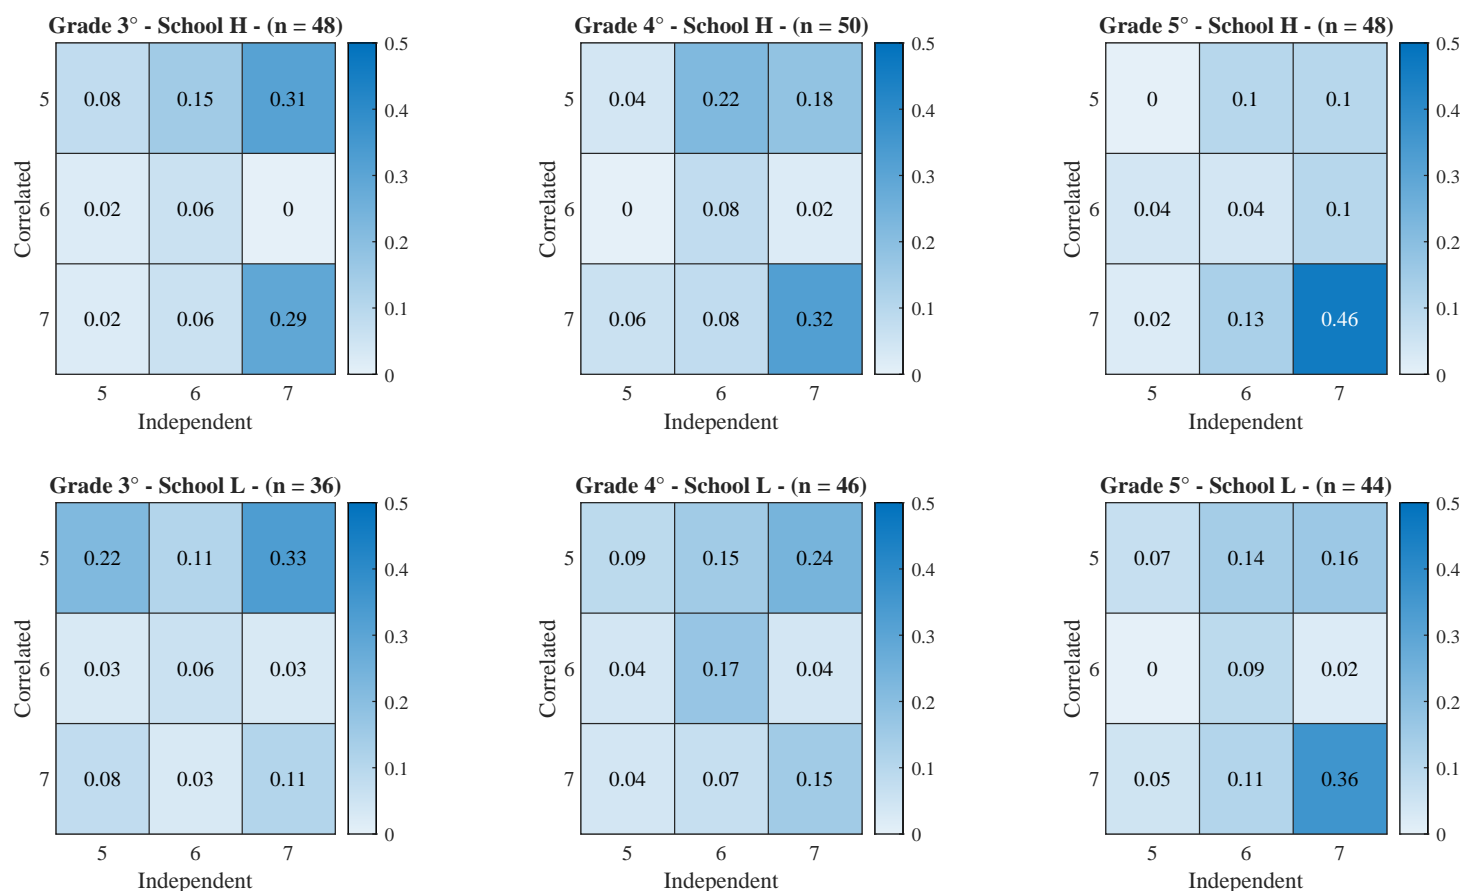 Grade 3° - School H - (n = 48)
0.5
5 0.08 0.15 0.31
0.4
0.3
Correlated
6 0.02 0.06 0
0.2
0.1
7 0.02 0.06 0.29
0
5 6 7
Independent
Grade 4° - School H - (n = 50)
0.5
5 0.04 0.22 0.18
0.4
0.3
Correlated
6 0 0.08 0.02
0.2
0.1
7 0.06 0.08 0.32
0
5 6 7
Independent
Grade 5° - School H - (n = 48)
0.5
5 0 0.1 0.1
0.4
0.3
Correlated
6 0.04 0.04 0.1
0.2
0.1
7 0.02 0.13 0.46
0
5 6 7
Independent
Grade 3° - School L - (n = 36)
0.5
5 0.22 0.11 0.33
0.4
0.3
Correlated
6 0.03 0.06 0.03
0.2
0.1
7 0.08 0.03 0.11
0
5 6 7
Independent
Grade 4° - School L - (n = 46)
0.5
5 0.09 0.15 0.24
0.4
0.3
Correlated
6 0.04 0.17 0.04
0.2
0.1
7 0.04 0.07 0.15
0
5 6 7
Independent
Grade 5° - School L - (n = 44)
0.5
5 0.07 0.14 0.16
0.4
0.3
Correlated
6 0 0.09 0.02
0.2
0.1
7 0.05 0.11 0.36
0
5 6 7
Independent